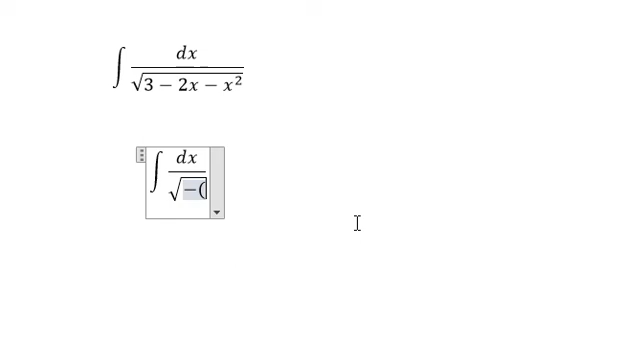 ∫ dx / √(3 − 2x − x²)
∫ dx / √−(